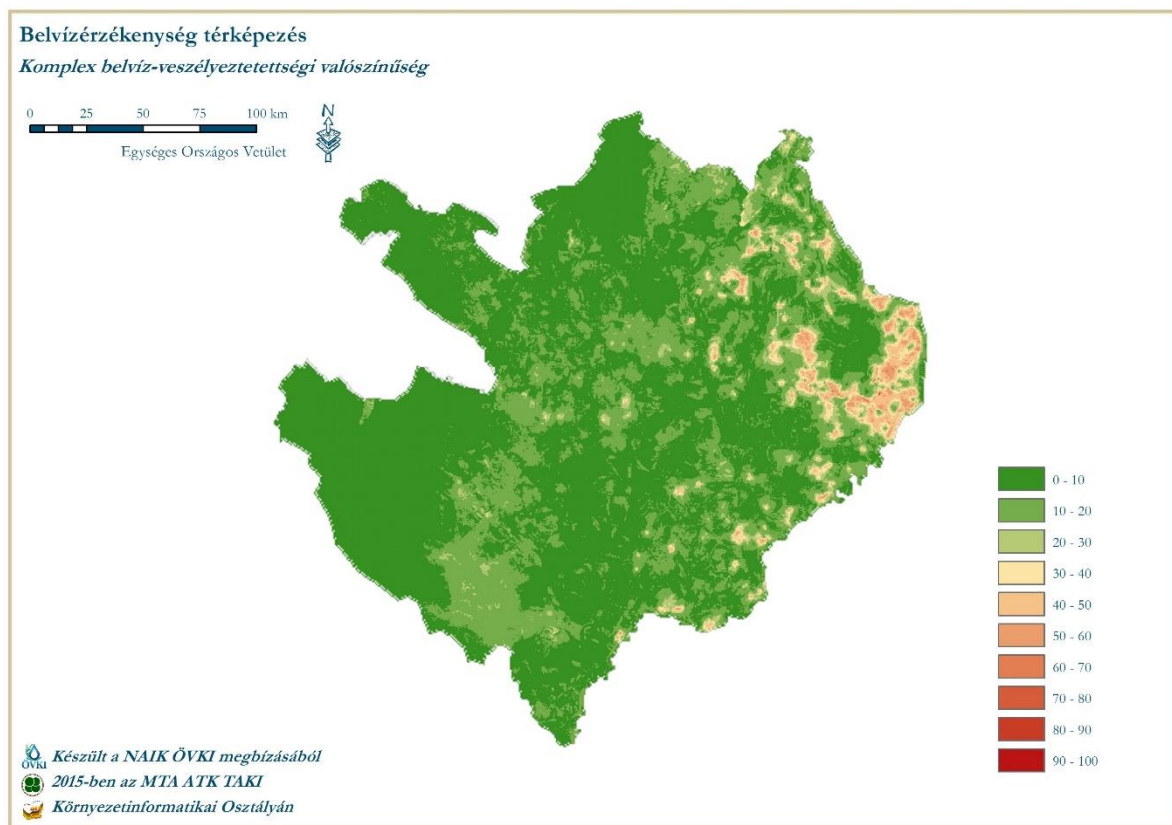 Belvízérzékenység térképezés
Komplex belvíz-veszélyeztetettségi valószínűség
0 25 50 75 100 km
Egységes Országos Vetület
N
0 - 10
10 - 20
20 - 30
30 - 40
40 - 50
50 - 60
60 - 70
70 - 80
80 - 90
90 - 100
ÖVKI
Készült a NAIK ÖVKI megbízásából
2015-ben az MTA ATK TAKI
Környezetinformatikai Osztályán